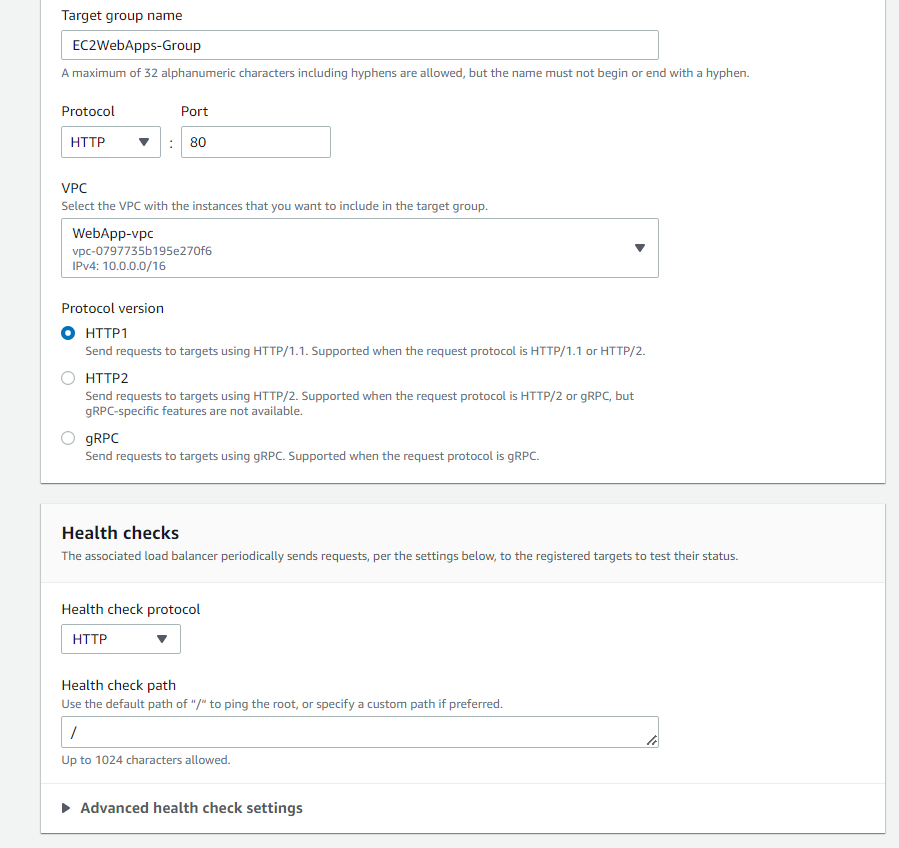 Target group name
EC2WebApps-Group
A maximum of 32 alphanumeric characters including hyphens are allowed, but the name must not begin or end with a hyphen.
Protocol Port
HTTP : 80
VPC
Select the VPC with the instances that you want to include in the target group.
WebApp-vpc
vpc-0797735b195e270f6
IPv4: 10.0.0.0/16
Protocol version
HTTP1
Send requests to targets using HTTP/1.1. Supported when the request protocol is HTTP/1.1 or HTTP/2.
HTTP2
Send requests to targets using HTTP/2. Supported when the request protocol is HTTP/2 or gRPC, but
gRPC-specific features are not available.
gRPC
Send requests to targets using gRPC. Supported when the request protocol is gRPC.
Health checks
The associated load balancer periodically sends requests, per the settings below, to the registered targets to test their status.
Health check protocol
HTTP
Health check path
Use the default path of “/” to ping the root, or specify a custom path if preferred.
/
Up to 1024 characters allowed.
Advanced health check settings